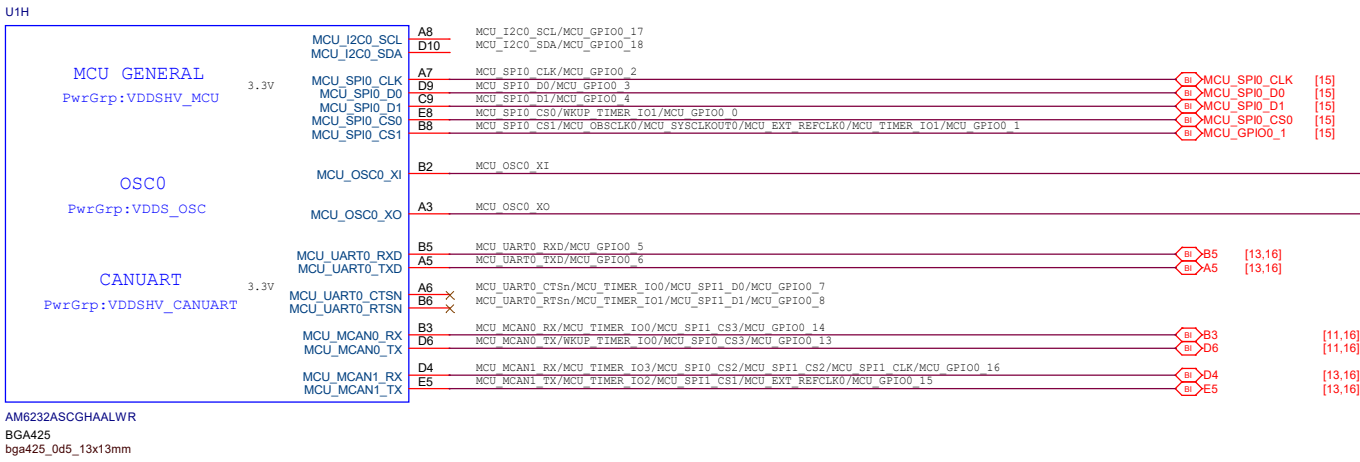 U1H
MCU_I2C0_SCL A8 MCU_I2C0_SCL/MCU_GPIO0_17
MCU_I2C0_SDA D10 MCU_I2C0_SDA/MCU_GPIO0_18
MCU GENERAL
PwrGrp:VDDSHV_MCU
3.3V
MCU_SPI0_CLK A7 MCU_SPI0_CLK/MCU_GPIO0_2 BI MCU_SPI0_CLK [15]
MCU_SPI0_D0 D9 MCU_SPI0_D0/MCU_GPIO0_3 BI MCU_SPI0_D0 [15]
MCU_SPI0_D1 C9 MCU_SPI0_D1/MCU_GPIO0_4 BI MCU_SPI0_D1 [15]
MCU_SPI0_CS0 E8 MCU_SPI0_CS0/WKUP_TIMER_IO1/MCU_GPIO0_0 BI MCU_SPI0_CS0 [15]
MCU_SPI0_CS1 B8 MCU_SPI0_CS1/MCU_OBSCLK0/MCU_SYSCLKOUT0/MCU_EXT_REFCLK0/MCU_TIMER_IO1/MCU_GPIO0_1 BI MCU_GPIO0_1 [15]
OSC0
PwrGrp:VDDS_OSC
MCU_OSC0_XI B2 MCU_OSC0_XI
MCU_OSC0_XO A3 MCU_OSC0_XO
MCU_UART0_RXD B5 MCU_UART0_RXD/MCU_GPIO0_5 BI B5 [13,16]
MCU_UART0_TXD A5 MCU_UART0_TXD/MCU_GPIO0_6 BI A5 [13,16]
CANUART
PwrGrp:VDDSHV_CANUART
3.3V
MCU_UART0_CTSN A6 MCU_UART0_CTSn/MCU_TIMER_IO0/MCU_SPI1_D0/MCU_GPIO0_7
MCU_UART0_RTSN B6 MCU_UART0_RTSn/MCU_TIMER_IO1/MCU_SPI1_D1/MCU_GPIO0_8
MCU_MCAN0_RX B3 MCU_MCAN0_RX/MCU_TIMER_IO0/MCU_SPI1_CS3/MCU_GPIO0_14 BI B3 [11,16]
MCU_MCAN0_TX D6 MCU_MCAN0_TX/WKUP_TIMER_IO0/MCU_SPI0_CS3/MCU_GPIO0_13 BI D6 [11,16]
MCU_MCAN1_RX D4 MCU_MCAN1_RX/MCU_TIMER_IO3/MCU_SPI0_CS2/MCU_SPI1_CS2/MCU_SPI1_CLK/MCU_GPIO0_16 BI D4 [13,16]
MCU_MCAN1_TX E5 MCU_MCAN1_TX/MCU_TIMER_IO2/MCU_SPI1_CS1/MCU_EXT_REFCLK0/MCU_GPIO0_15 BI E5 [13,16]
AM6232ASCGHAALWR
BGA425
bga425_0d5_13x13mm